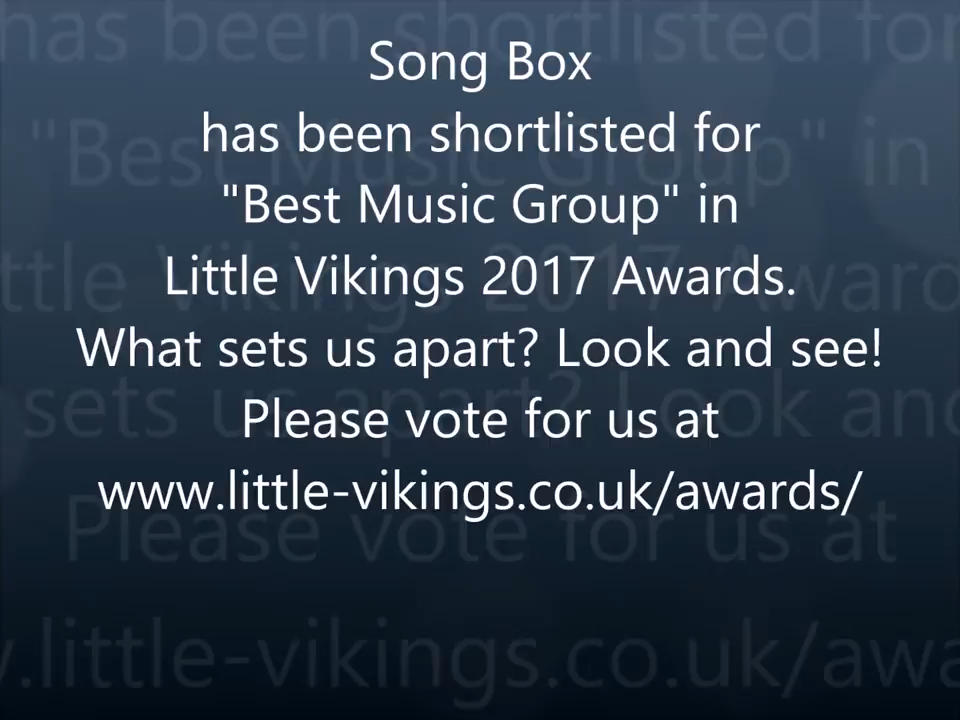 Song Box
has been shortlisted for
"Best Music Group" in
Little Vikings 2017 Awards.
What sets us apart? Look and see!
Please vote for us at
www.little-vikings.co.uk/awards/